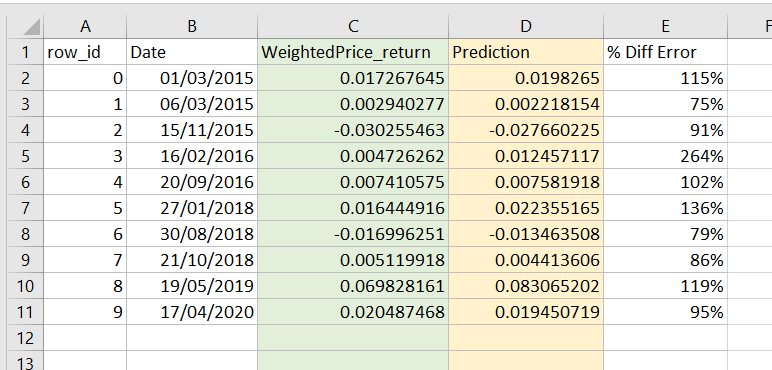 A B C D E F
1 row_id Date WeightedPrice_return Prediction % Diff Error
2 0 01/03/2015 0.017267645 0.0198265 115%
3 1 06/03/2015 0.002940277 0.002218154 75%
4 2 15/11/2015 -0.030255463 -0.027660225 91%
5 3 16/02/2016 0.004726262 0.012457117 264%
6 4 20/09/2016 0.007410575 0.007581918 102%
7 5 27/01/2018 0.016444916 0.022355165 136%
8 6 30/08/2018 -0.016996251 -0.013463508 79%
9 7 21/10/2018 0.005119918 0.004413606 86%
10 8 19/05/2019 0.069828161 0.083065202 119%
11 9 17/04/2020 0.020487468 0.019450719 95%
12
13